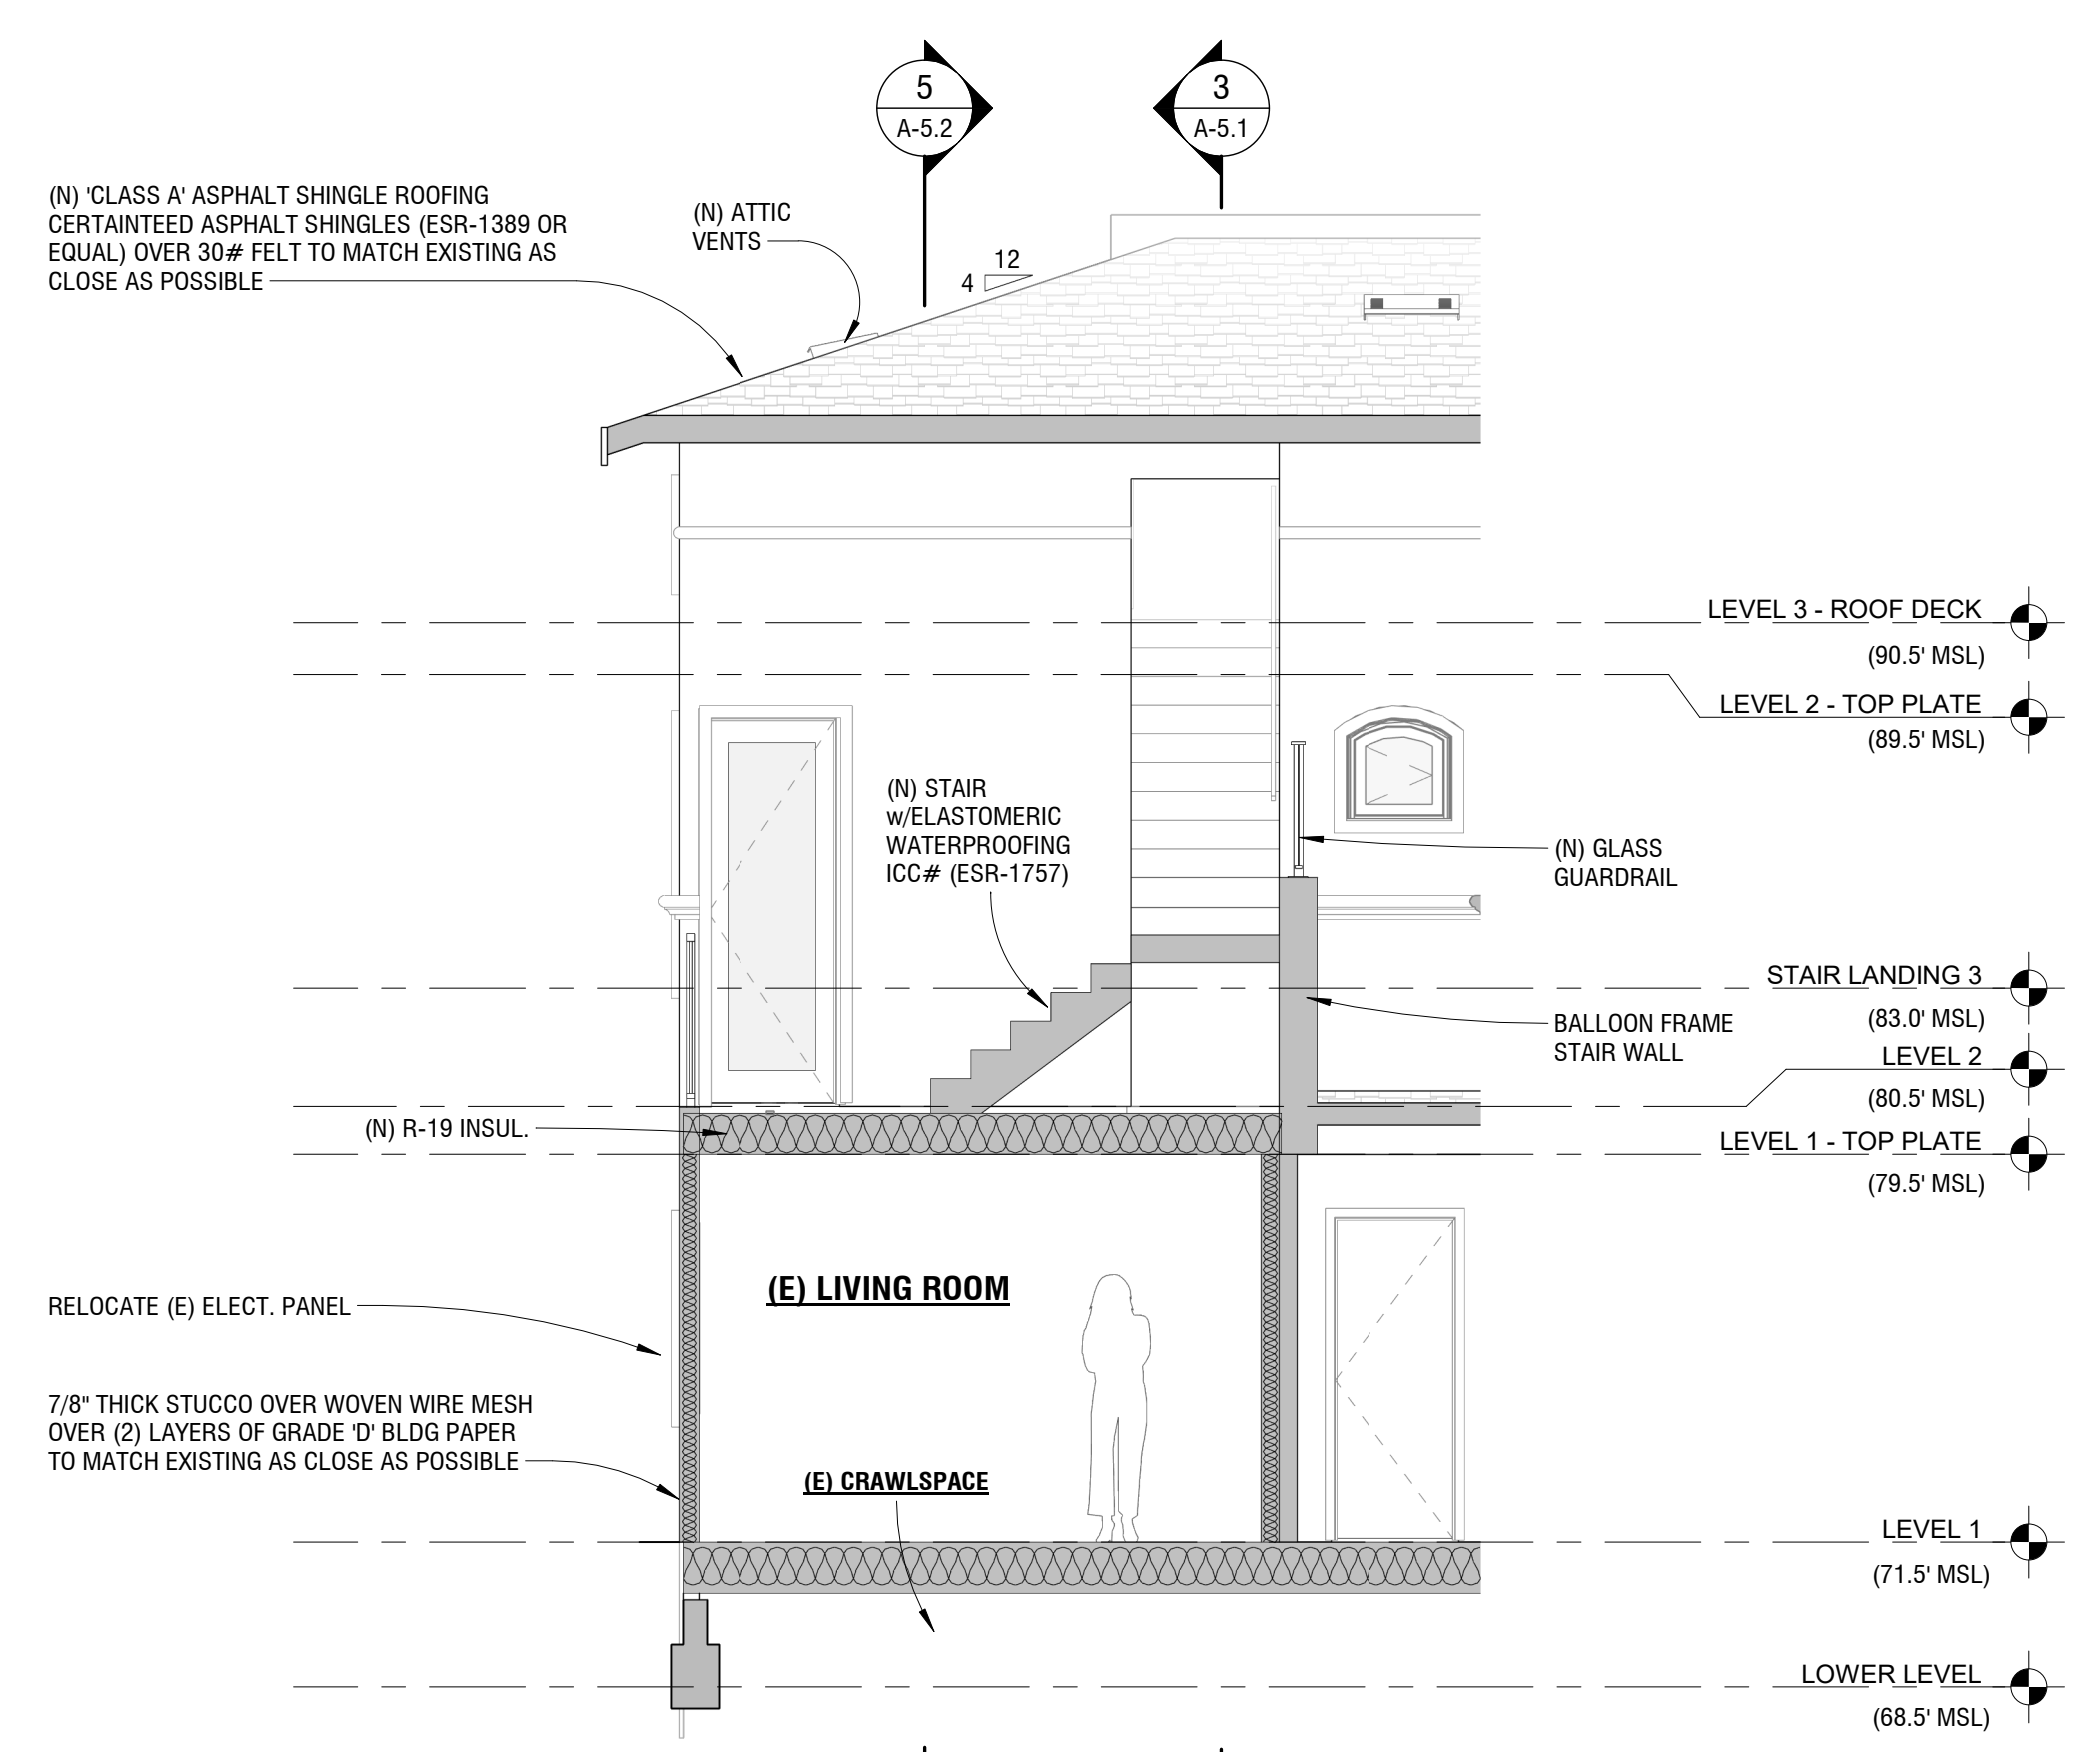 5
A-5.2
3
A-5.1
(N) 'CLASS A' ASPHALT SHINGLE ROOFING
CERTAINTEED ASPHALT SHINGLES (ESR-1389 OR
EQUAL) OVER 30# FELT TO MATCH EXISTING AS
CLOSE AS POSSIBLE
(N) ATTIC
VENTS
12
4
LEVEL 3 - ROOF DECK
(90.5' MSL)
LEVEL 2 - TOP PLATE
(89.5' MSL)
(N) STAIR
w/ELASTOMERIC
WATERPROOFING
ICC# (ESR-1757)
(N) GLASS
GUARDRAIL
STAIR LANDING 3
(83.0' MSL)
BALLOON FRAME
STAIR WALL
LEVEL 2
(80.5' MSL)
(N) R-19 INSUL.
LEVEL 1 - TOP PLATE
(79.5' MSL)
(E) LIVING ROOM
RELOCATE (E) ELECT. PANEL
7/8" THICK STUCCO OVER WOVEN WIRE MESH
OVER (2) LAYERS OF GRADE 'D' BLDG PAPER
TO MATCH EXISTING AS CLOSE AS POSSIBLE
(E) CRAWLSPACE
LEVEL 1
(71.5' MSL)
LOWER LEVEL
(68.5' MSL)